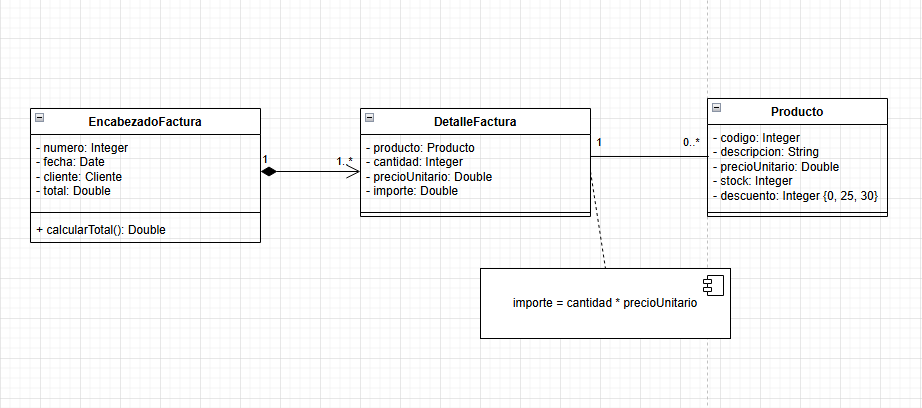 EncabezadoFactura
- numero: Integer
- fecha: Date
- cliente: Cliente
- total: Double
+ calcularTotal(): Double
1
1..*
DetalleFactura
- producto: Producto
- cantidad: Integer
- precioUnitario: Double
- importe: Double
1
0..*
Producto
- codigo: Integer
- descripcion: String
- precioUnitario: Double
- stock: Integer
- descuento: Integer {0, 25, 30}
importe = cantidad * precioUnitario